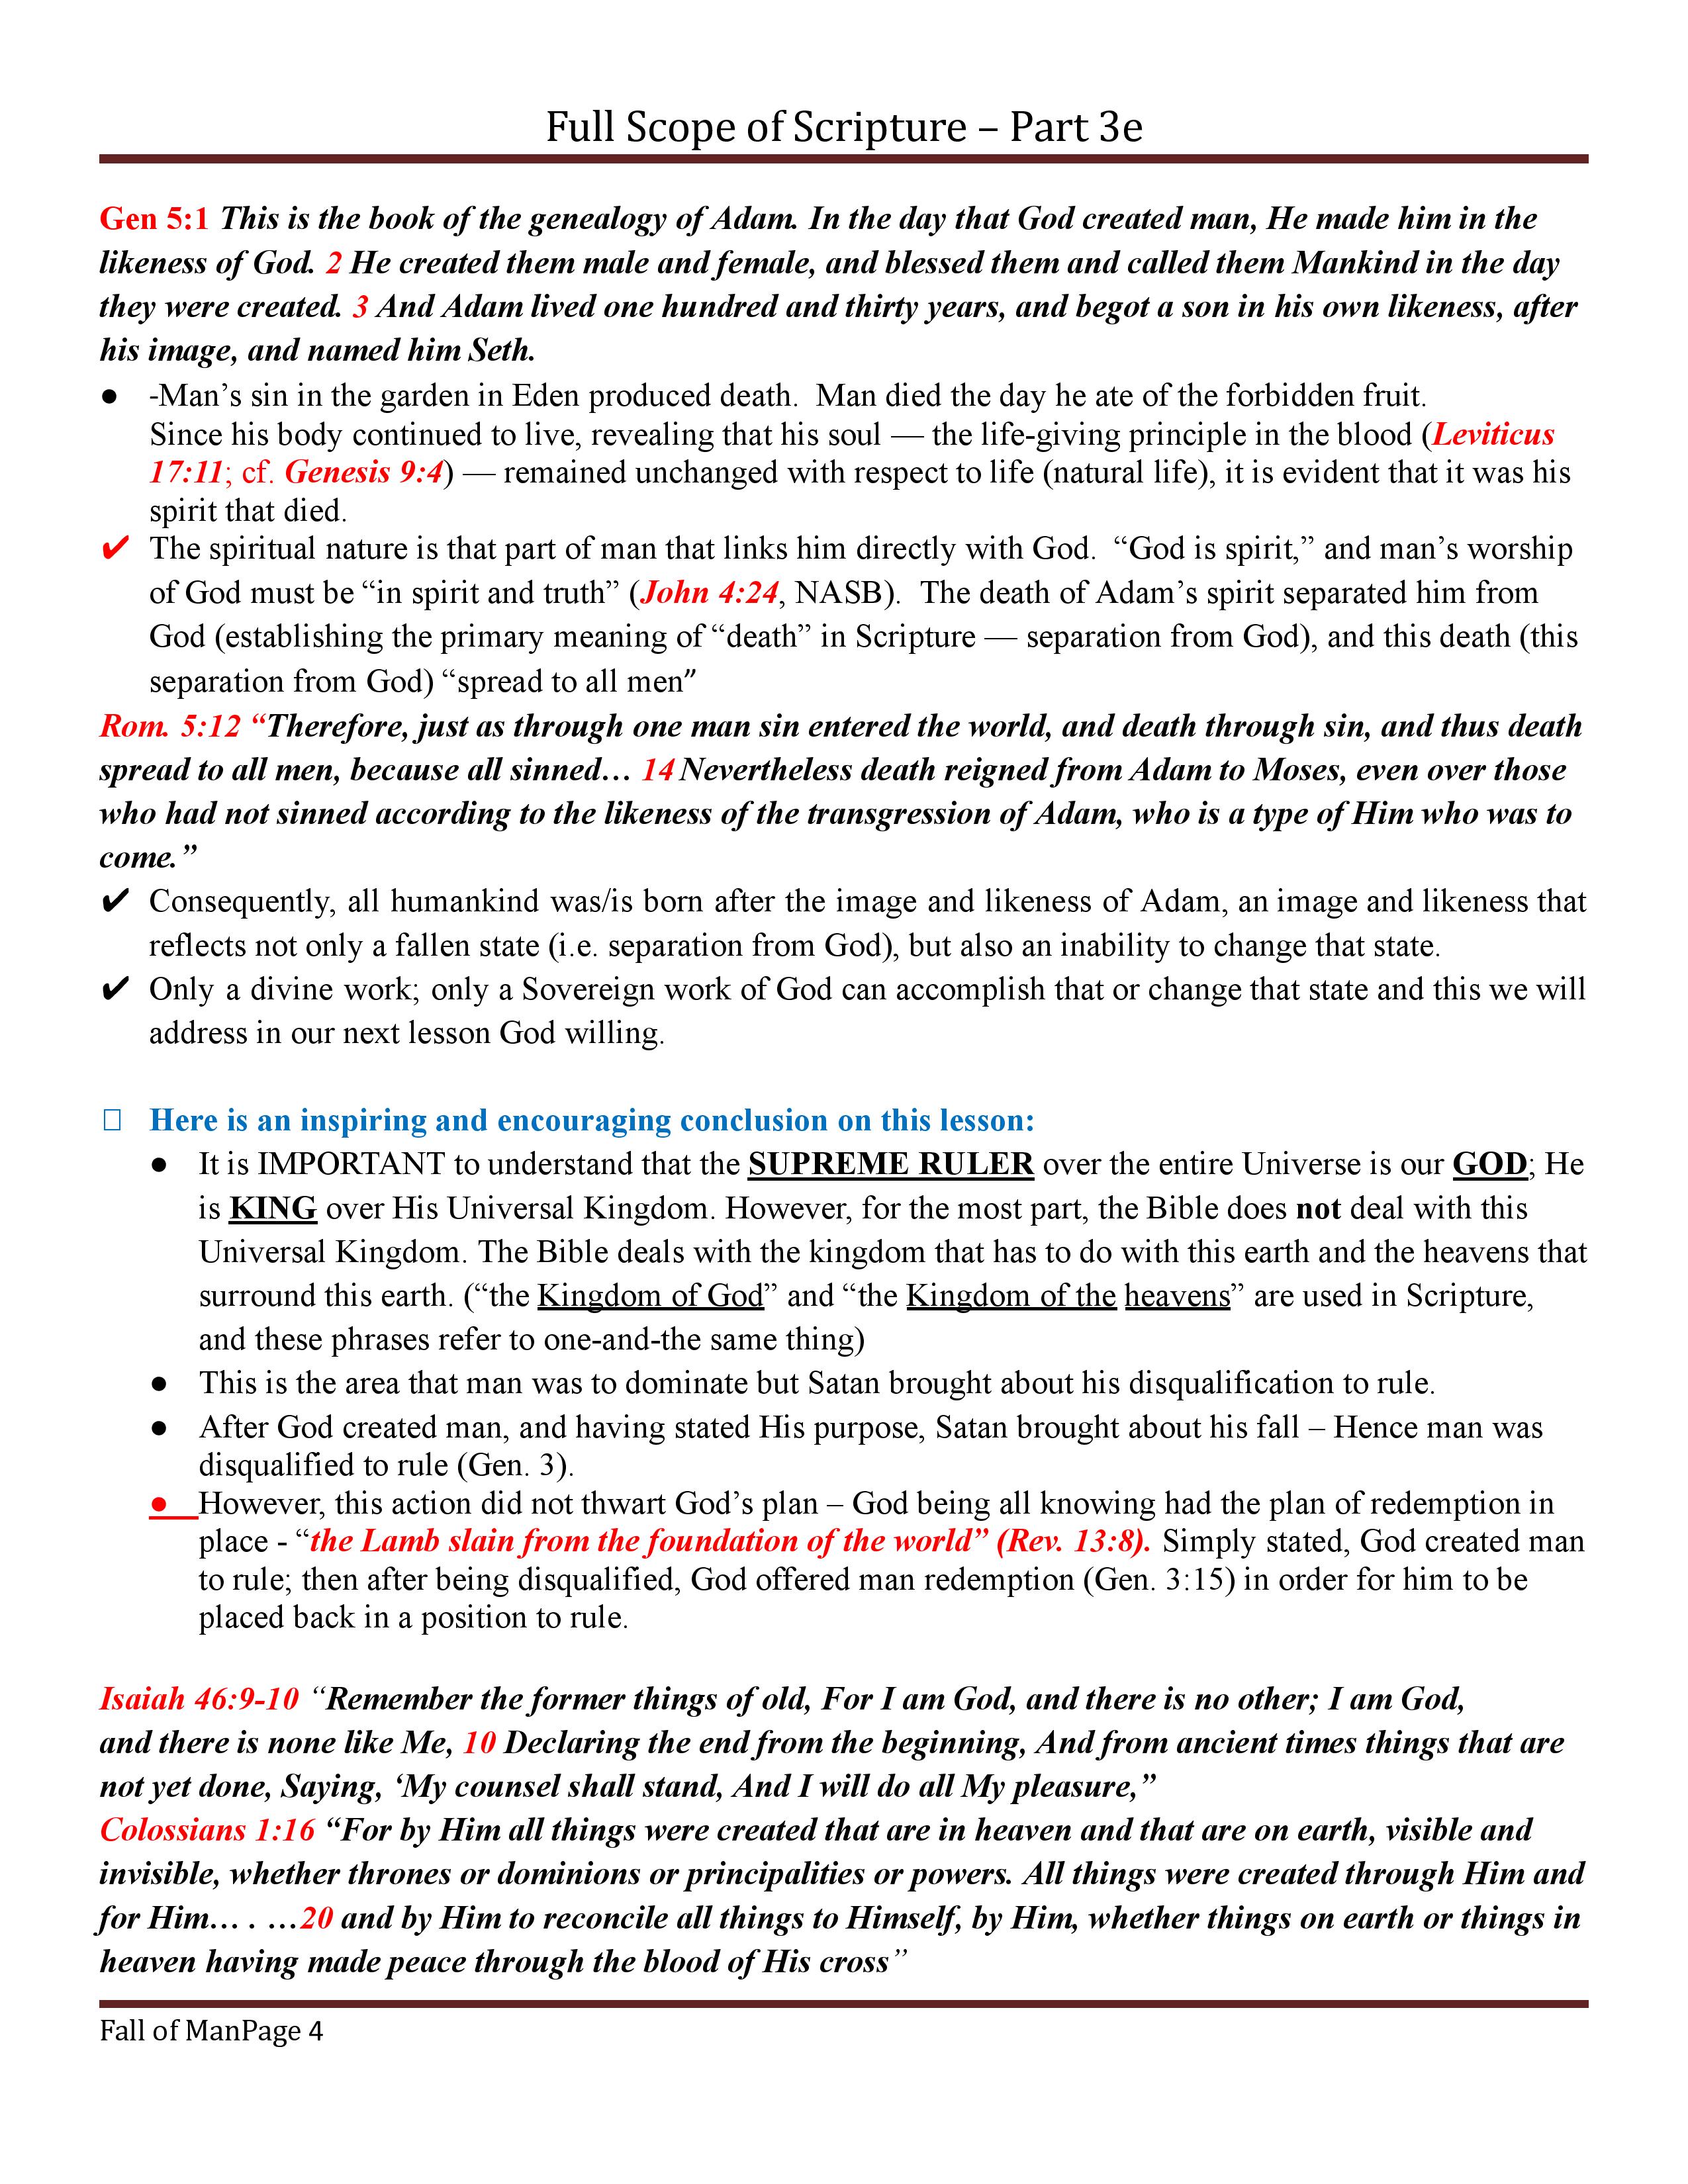 Full Scope of Scripture – Part 3e
Gen 5:1 This is the book of the genealogy of Adam. In the day that God created man, He made him in the
likeness of God. 2 He created them male and female, and blessed them and called them Mankind in the day
they were created. 3 And Adam lived one hundred and thirty years, and begot a son in his own likeness, after
his image, and named him Seth.
● -Man’s sin in the garden in Eden produced death.  Man died the day he ate of the forbidden fruit.
Since his body continued to live, revealing that his soul — the life-giving principle in the blood (Leviticus
17:11; cf. Genesis 9:4) — remained unchanged with respect to life (natural life), it is evident that it was his
spirit that died.
✔ The spiritual nature is that part of man that links him directly with God.  “God is spirit,” and man’s worship
of God must be “in spirit and truth” (John 4:24, NASB).  The death of Adam’s spirit separated him from
God (establishing the primary meaning of “death” in Scripture — separation from God), and this death (this
separation from God) “spread to all men”
Rom. 5:12 “Therefore, just as through one man sin entered the world, and death through sin, and thus death
spread to all men, because all sinned… 14 Nevertheless death reigned from Adam to Moses, even over those
who had not sinned according to the likeness of the transgression of Adam, who is a type of Him who was to
come.”
✔ Consequently, all humankind was/is born after the image and likeness of Adam, an image and likeness that
reflects not only a fallen state (i.e. separation from God), but also an inability to change that state.
✔ Only a divine work; only a Sovereign work of God can accomplish that or change that state and this we will
address in our next lesson God willing.
Here is an inspiring and encouraging conclusion on this lesson:
● It is IMPORTANT to understand that the SUPREME RULER over the entire Universe is our GOD; He
is KING over His Universal Kingdom. However, for the most part, the Bible does not deal with this
Universal Kingdom. The Bible deals with the kingdom that has to do with this earth and the heavens that
surround this earth. (“the Kingdom of God” and “the Kingdom of the heavens” are used in Scripture,
and these phrases refer to one-and-the same thing)
● This is the area that man was to dominate but Satan brought about his disqualification to rule.
● After God created man, and having stated His purpose, Satan brought about his fall – Hence man was
disqualified to rule (Gen. 3).
● However, this action did not thwart God’s plan – God being all knowing had the plan of redemption in
place - “the Lamb slain from the foundation of the world” (Rev. 13:8). Simply stated, God created man
to rule; then after being disqualified, God offered man redemption (Gen. 3:15) in order for him to be
placed back in a position to rule.
Isaiah 46:9-10 “Remember the former things of old, For I am God, and there is no other; I am God,
and there is none like Me, 10 Declaring the end from the beginning, And from ancient times things that are
not yet done, Saying, ‘My counsel shall stand, And I will do all My pleasure,”
Colossians 1:16 “For by Him all things were created that are in heaven and that are on earth, visible and
invisible, whether thrones or dominions or principalities or powers. All things were created through Him and
for Him… . …20 and by Him to reconcile all things to Himself, by Him, whether things on earth or things in
heaven having made peace through the blood of His cross”
Fall of ManPage 4